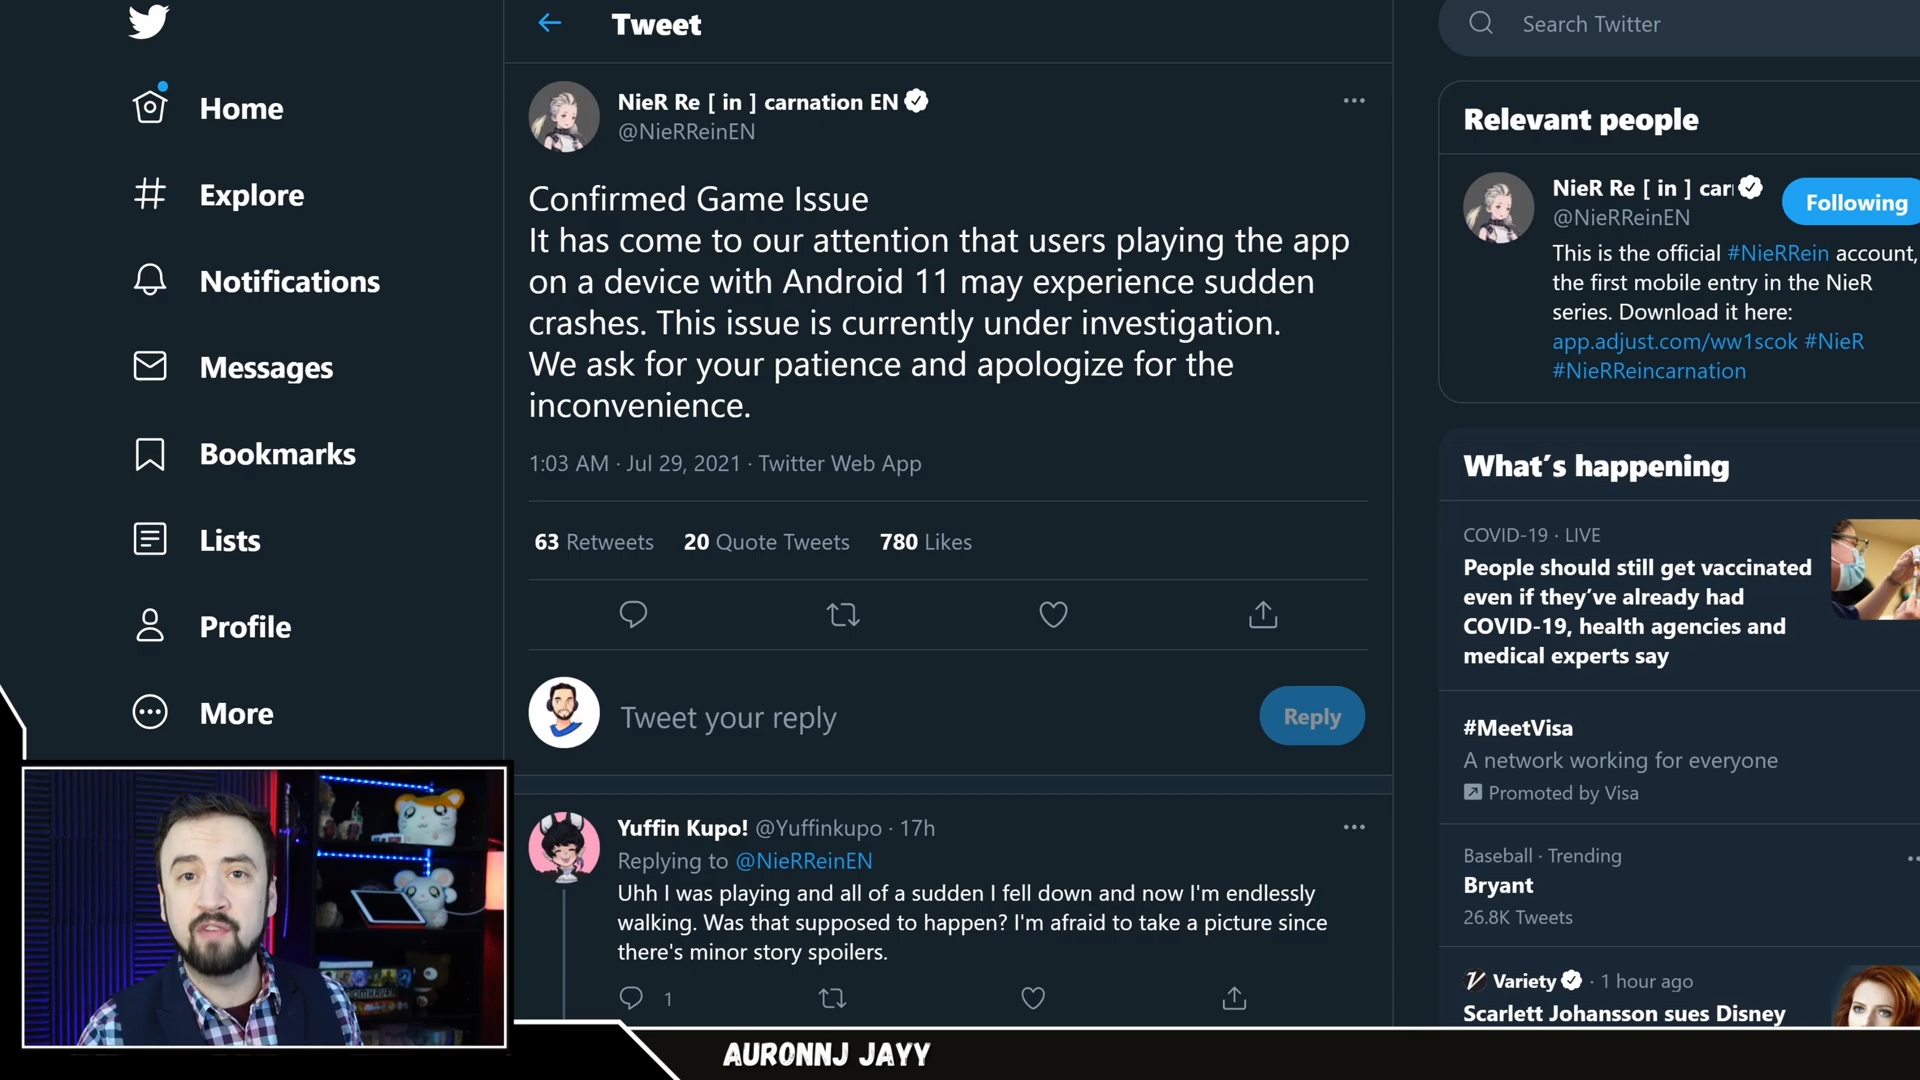 Home
Explore
Notifications
Messages
Bookmarks
Lists
Profile
More
Tweet
NieR Re [ in ] carnation EN
@NieRReinEN
Confirmed Game Issue
It has come to our attention that users playing the app
on a device with Android 11 may experience sudden
crashes. This issue is currently under investigation.
We ask for your patience and apologize for the
inconvenience.
1:03 AM · Jul 29, 2021 · Twitter Web App
63 Retweets 20 Quote Tweets 780 Likes
Tweet your reply
Reply
Yuffin Kupo! @Yuffinkupo · 17h
Replying to @NieRReinEN
Uhh I was playing and all of a sudden I fell down and now I'm endlessly
walking. Was that supposed to happen? I'm afraid to take a picture since
there's minor story spoilers.
1
Search Twitter
Relevant people
NieR Re [ in ] car
@NieRReinEN
Following
This is the official #NieRRein account,
the first mobile entry in the NieR
series. Download it here:
app.adjust.com/ww1scok #NieR
#NieRReincarnation
What's happening
COVID-19 · LIVE
People should still get vaccinated
even if they've already had
COVID-19, health agencies and
medical experts say
#MeetVisa
A network working for everyone
Promoted by Visa
Baseball · Trending
Bryant
26.8K Tweets
Variety · 1 hour ago
Scarlett Johansson sues Disney
AURONNJ JAYY